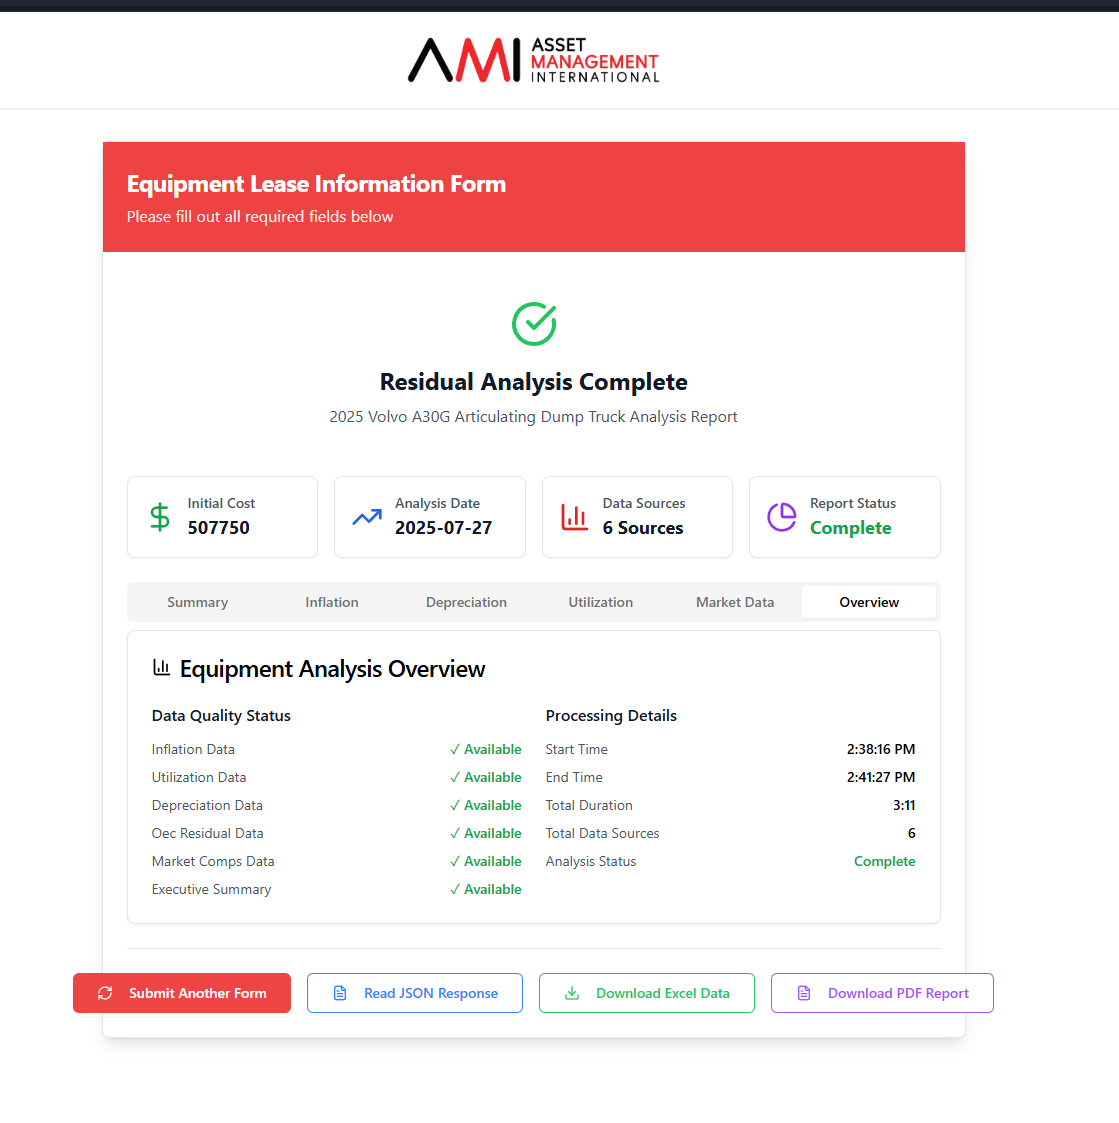 AMI ASSET
MANAGEMENT
INTERNATIONAL
Equipment Lease Information Form
Please fill out all required fields below
Residual Analysis Complete
2025 Volvo A30G Articulating Dump Truck Analysis Report
Initial Cost
507750
Analysis Date
2025-07-27
Data Sources
6 Sources
Report Status
Complete
Summary Inflation Depreciation Utilization Market Data Overview
Equipment Analysis Overview
Data Quality Status
Inflation Data ✓ Available
Utilization Data ✓ Available
Depreciation Data ✓ Available
Oec Residual Data ✓ Available
Market Comps Data ✓ Available
Executive Summary ✓ Available
Processing Details
Start Time 2:38:16 PM
End Time 2:41:27 PM
Total Duration 3:11
Total Data Sources 6
Analysis Status Complete
Submit Another Form Read JSON Response Download Excel Data Download PDF Report